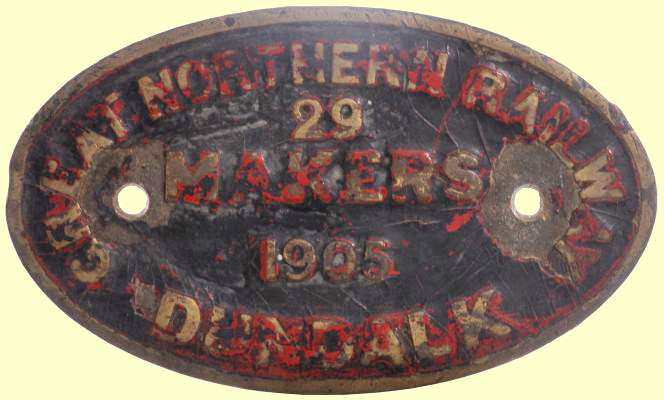 GREAT NORTHERN RAILWAY
29
MAKERS
1905
DUNDALK